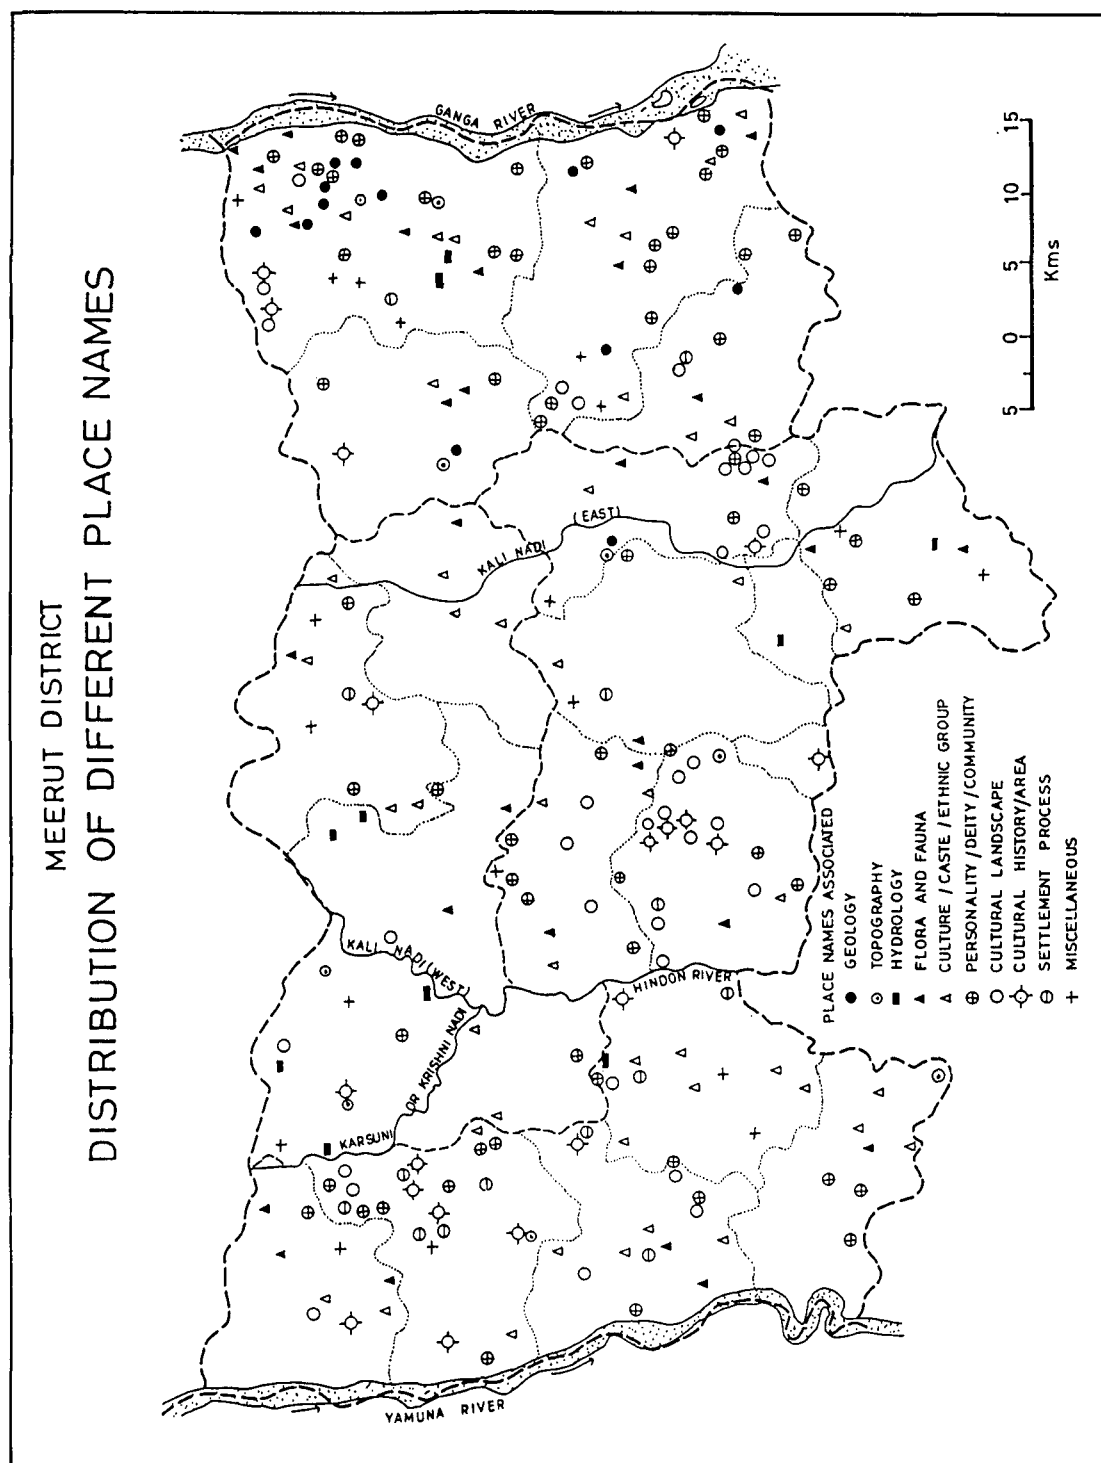 MEERUT DISTRICT
DISTRIBUTION OF DIFFERENT PLACE NAMES
GANGA RIVER
KALI NADI (EAST)
KALI NADI (WEST)
KARSUNI OR KRISHNI NADI
HINDON RIVER
YAMUNA RIVER
PLACE NAMES ASSOCIATED
GEOLOGY
TOPOGRAPHY
HYDROLOGY
FLORA AND FAUNA
CULTURE / CASTE / ETHNIC GROUP
PERSONALITY / DEITY / COMMUNITY
CULTURAL LANDSCAPE
CULTURAL HISTORY/AREA
SETTLEMENT PROCESS
MISCELLANEOUS
5 0 5 10 15
Kms